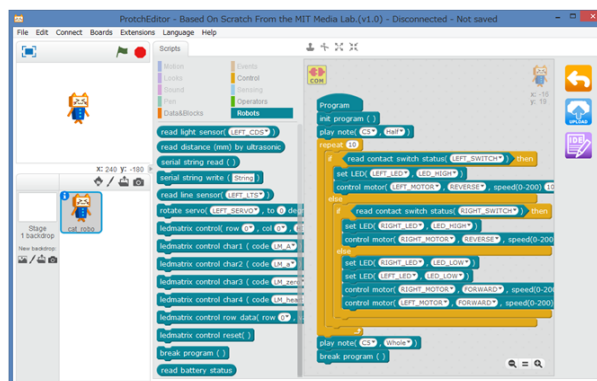 ProtchEditor - Based On Scratch From the MIT Media Lab.(v1.0) - Disconnected - Not saved
File Edit Connect Boards Extensions Language Help
Scripts
Motion Events
Looks Control
Sound Sensing
Pen Operators
Data&Blocks Robots
read light sensor( LEFT_CDS )
read distance (mm) by ultrasonic
serial string read ( )
serial string write ( String )
read line sensor( LEFT_LTS )
rotate servo( LEFT_SERVO , to 0 deg
ledmatrix control( row 0 , col 0 ,
ledmatrix control char1 ( code LM_A
ledmatrix control char2 ( code LM_a
ledmatrix control char3 ( code LM_zero
ledmatrix control char4 ( code LM_hea
ledmatrix control row data( row 0 ,
ledmatrix control reset( )
break program ( )
read battery status
X: 240 y: -180
Stage
1 backdrop
New backdrop:
cat_robo
COM
x: -15
y: 19
Program
init program ( )
play note( C5 , Half )
repeat 10
if read contact switch status( LEFT_SWITCH ) then
set LED( LEFT_LED , LED_HIGH )
control motor( LEFT_MOTOR , REVERSE , speed(0-200) 10
else
if read contact switch status( RIGHT_SWITCH ) then
set LED( RIGHT_LED , LED_HIGH )
control motor( RIGHT_MOTOR , REVERSE , speed(0-200
else
set LED( RIGHT_LED , LED_LOW )
set LED( LEFT_LED , LED_LOW )
control motor( RIGHT_MOTOR , FORWARD , speed(0-200
control motor( LEFT_MOTOR , FORWARD , speed(0-200
play note( C5 , Whole )
break program ( )
UPLOAD
IDE